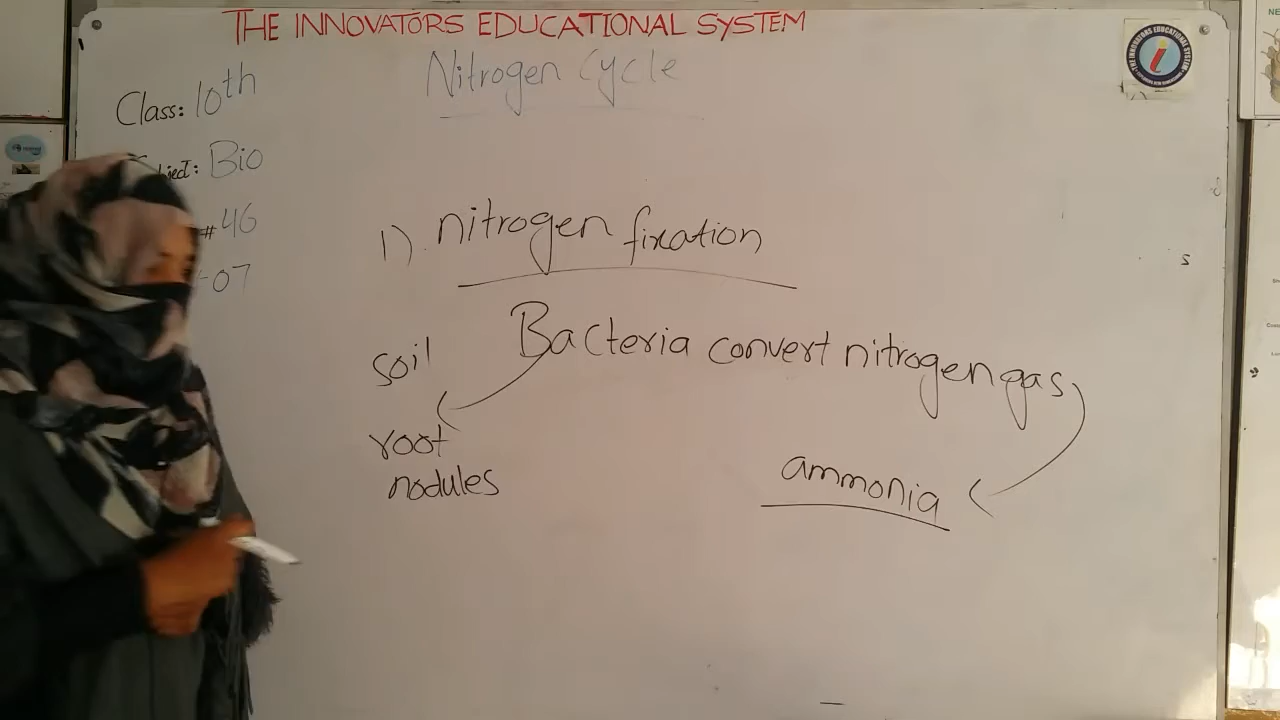 THE INNOVATORS EDUCATIONAL SYSTEM
Nitrogen Cycle
Class: 10th
Bio
#46
-07
1) nitrogen fixation
Bacteria convert nitrogen gas
soil
root
nodules
ammonia